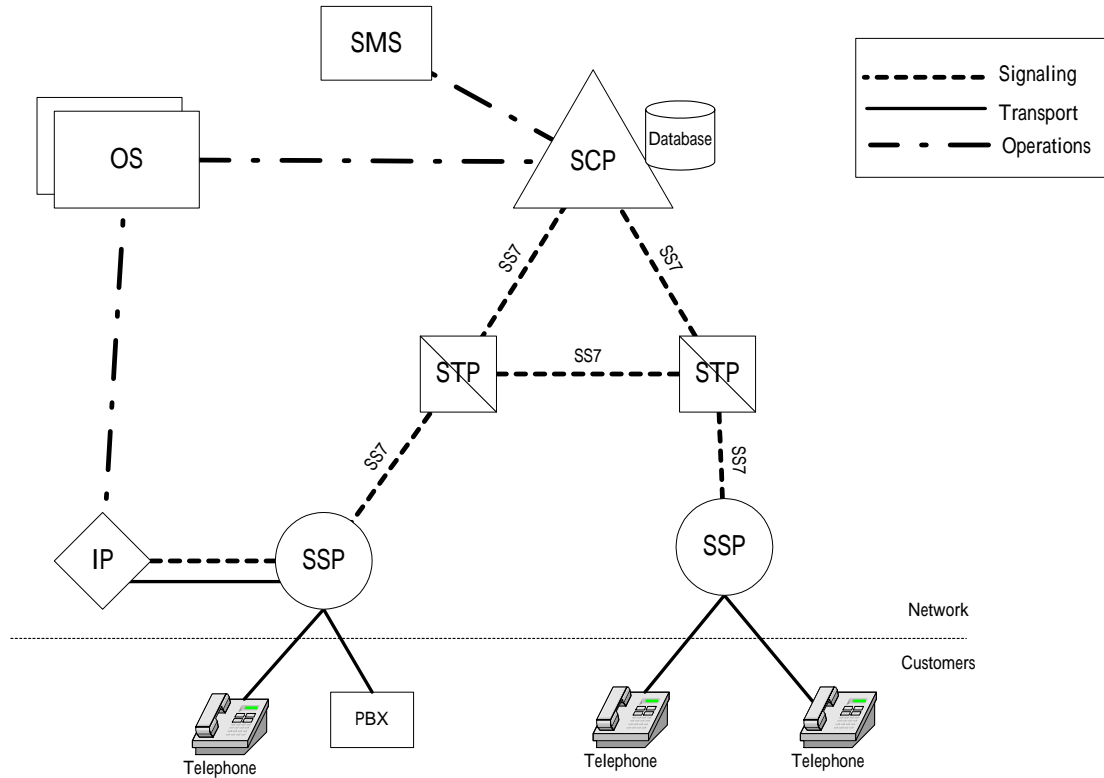 SMS
Signaling
Transport
Operations
OS
SCP
Database
SS7
SS7
STP
SS7
STP
SS7
SS7
IP
SSP
SSP
Network
Customers
PBX
Telephone
Telephone
Telephone